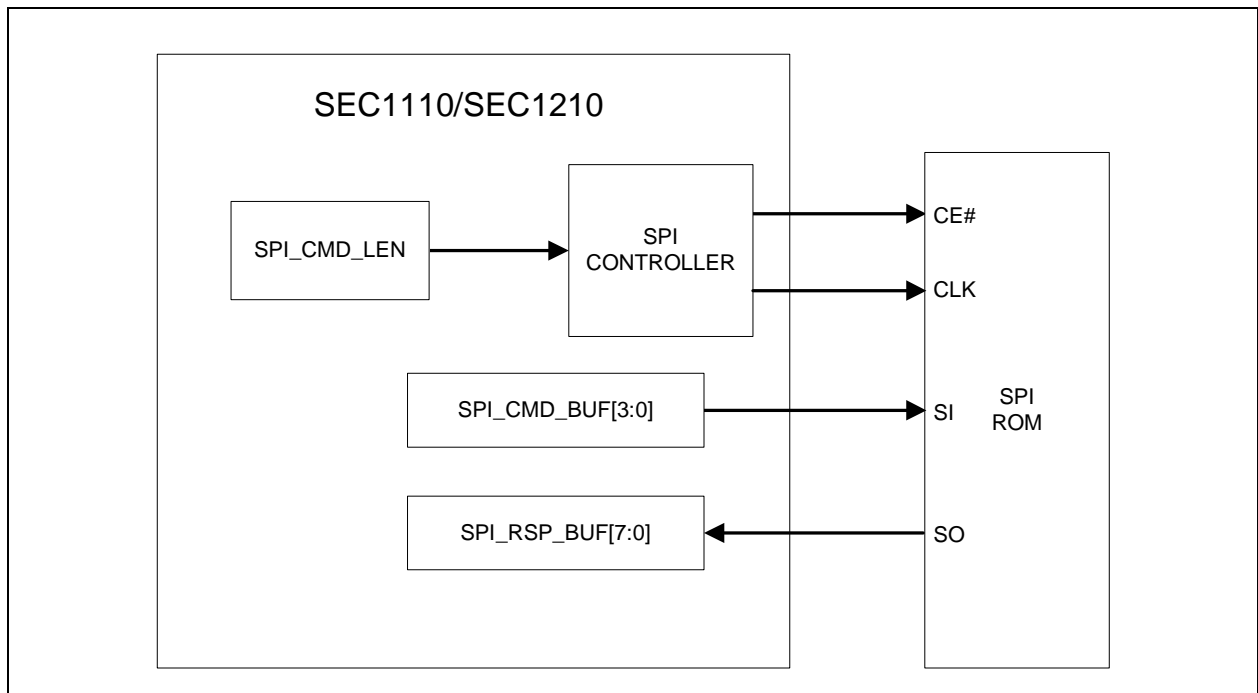 SEC1110/SEC1210
SPI_CMD_LEN
SPI
CONTROLLER
CE#
CLK
SPI_CMD_BUF[3:0]
SI
SPI
ROM
SPI_RSP_BUF[7:0]
SO